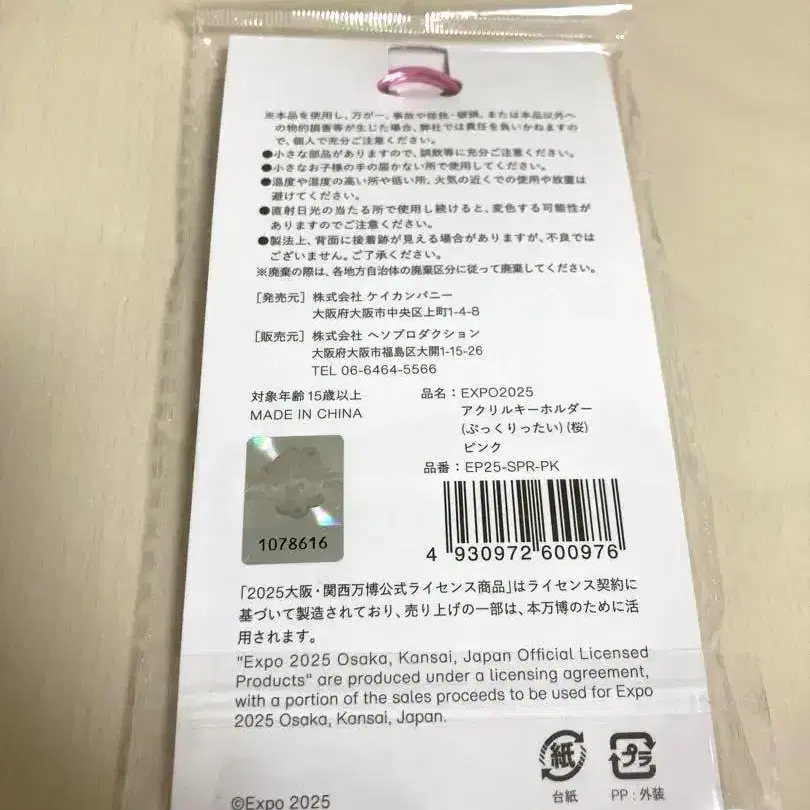 ※本品を使用し、万が一、事故や怪我・破損、または本品以外へ
の物的損害等が生じた場合、弊社では責任を負いかねますの
で、個人で充分ご注意ください。
●小さな部品がありますので、誤飲等に充分ご注意ください。
●小さなお子様の手の届かない所で使用してください。
●温度や湿度の高い所や低い所、火気の近くでの使用や放置は
避けてください。
●直射日光の当たる所で使用し続けると、変色する可能性が
ありますのでご注意ください。
●製法上、背面に接着跡が見える場合がありますが、不良では
ございません。ご了承ください。
※廃棄の際は、各地方自治体の廃棄区分に従って廃棄してください。
［発売元］株式会社 ケイカンパニー
大阪府大阪市中央区上町1-4-8
［販売元］株式会社 ヘソプロダクション
大阪府大阪市福島区大開1-15-26
TEL 06-6464-5566
対象年齢15歳以上
MADE IN CHINA
品名：EXPO2025
アクリルキーホルダー
(ぷっくりったい)(桜)
ピンク
品番：EP25-SPR-PK
1078616
4 930972 600976
「2025大阪・関西万博公式ライセンス商品」はライセンス契約に
基づいて製造されており、売り上げの一部は、本万博のために活
用されます。
"Expo 2025 Osaka, Kansai, Japan Official Licensed
Products" are produced under a licensing agreement,
with a portion of the sales proceeds to be used for Expo
2025 Osaka, Kansai, Japan.
紙
台紙
プラ
PP：外装
©Expo 2025